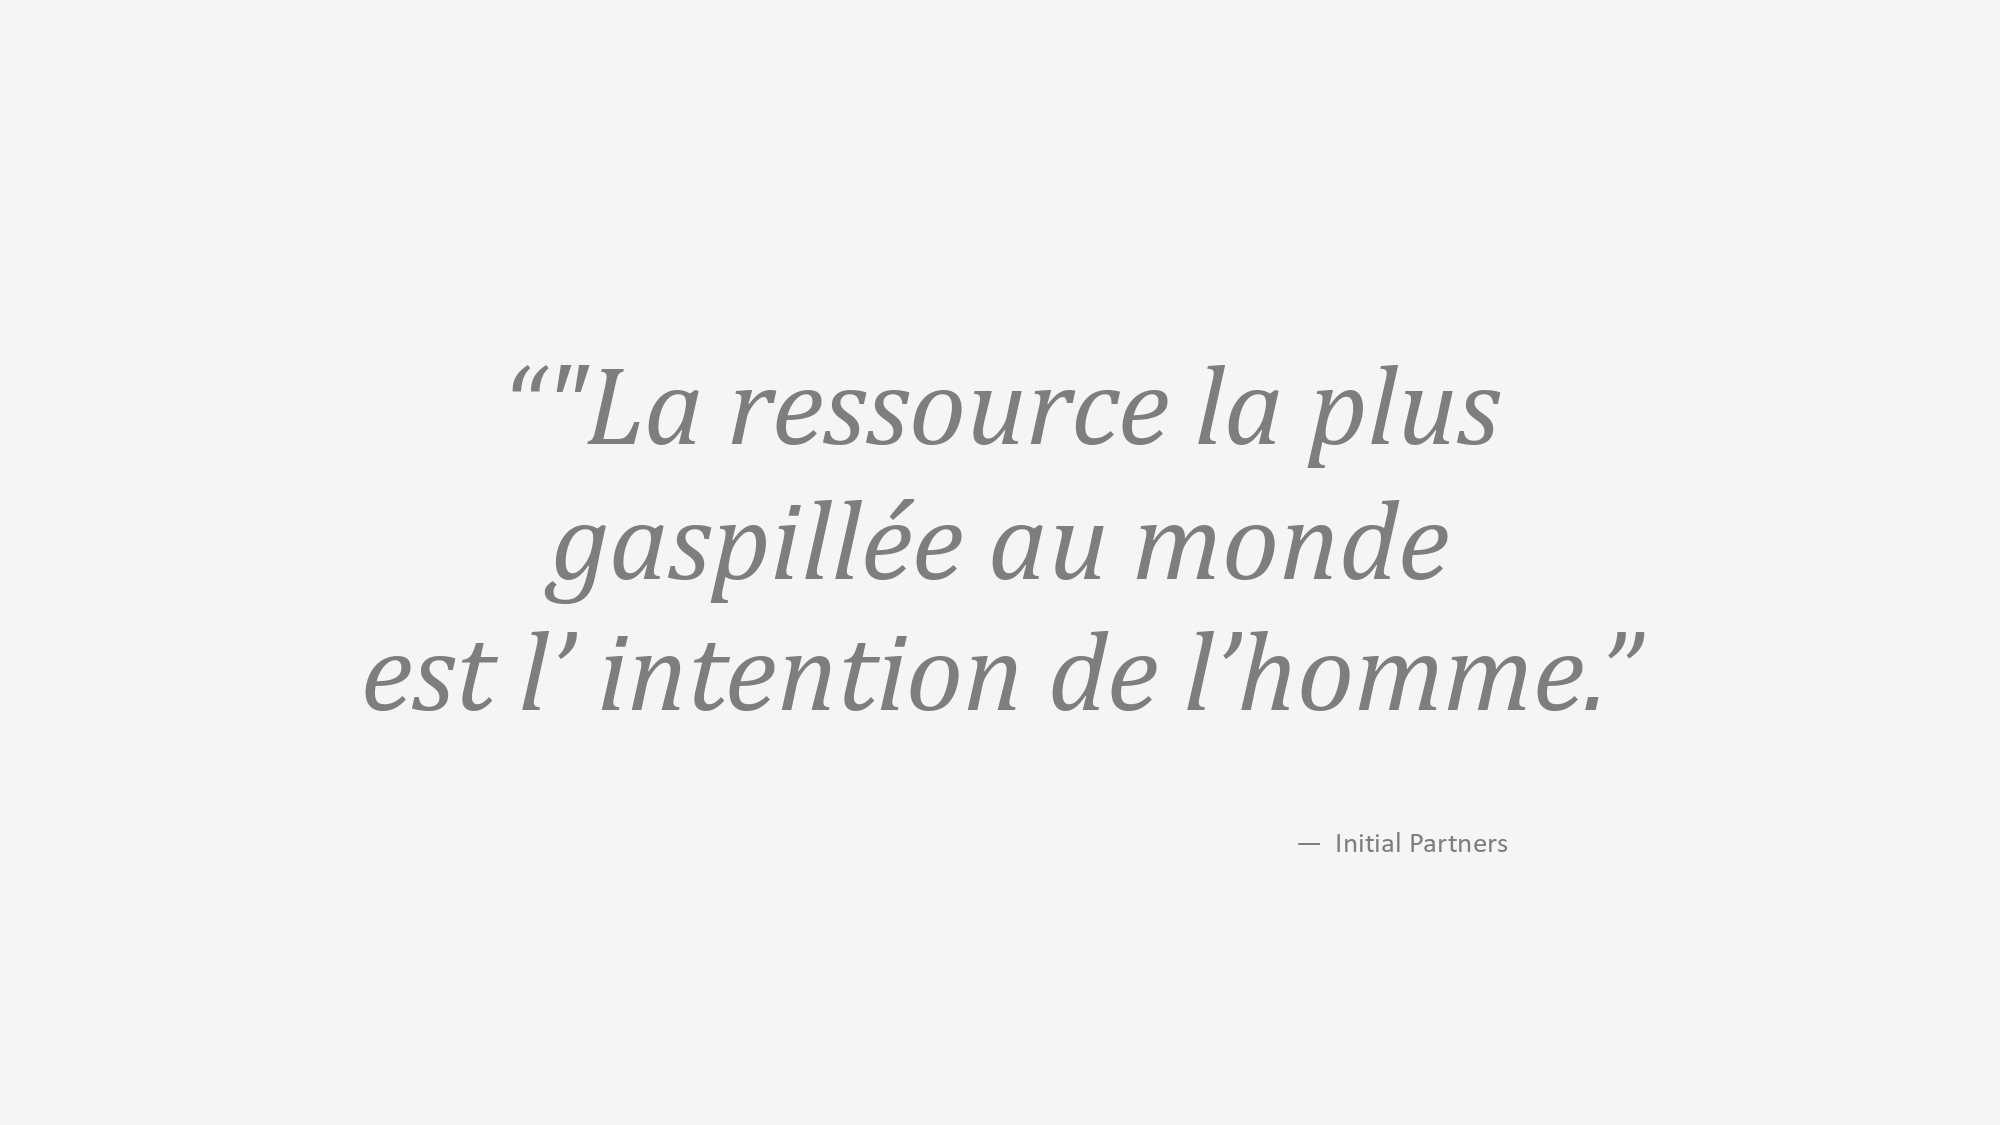 “"La ressource la plus
gaspillée au monde
est l’ intention de l’homme.”
— Initial Partners